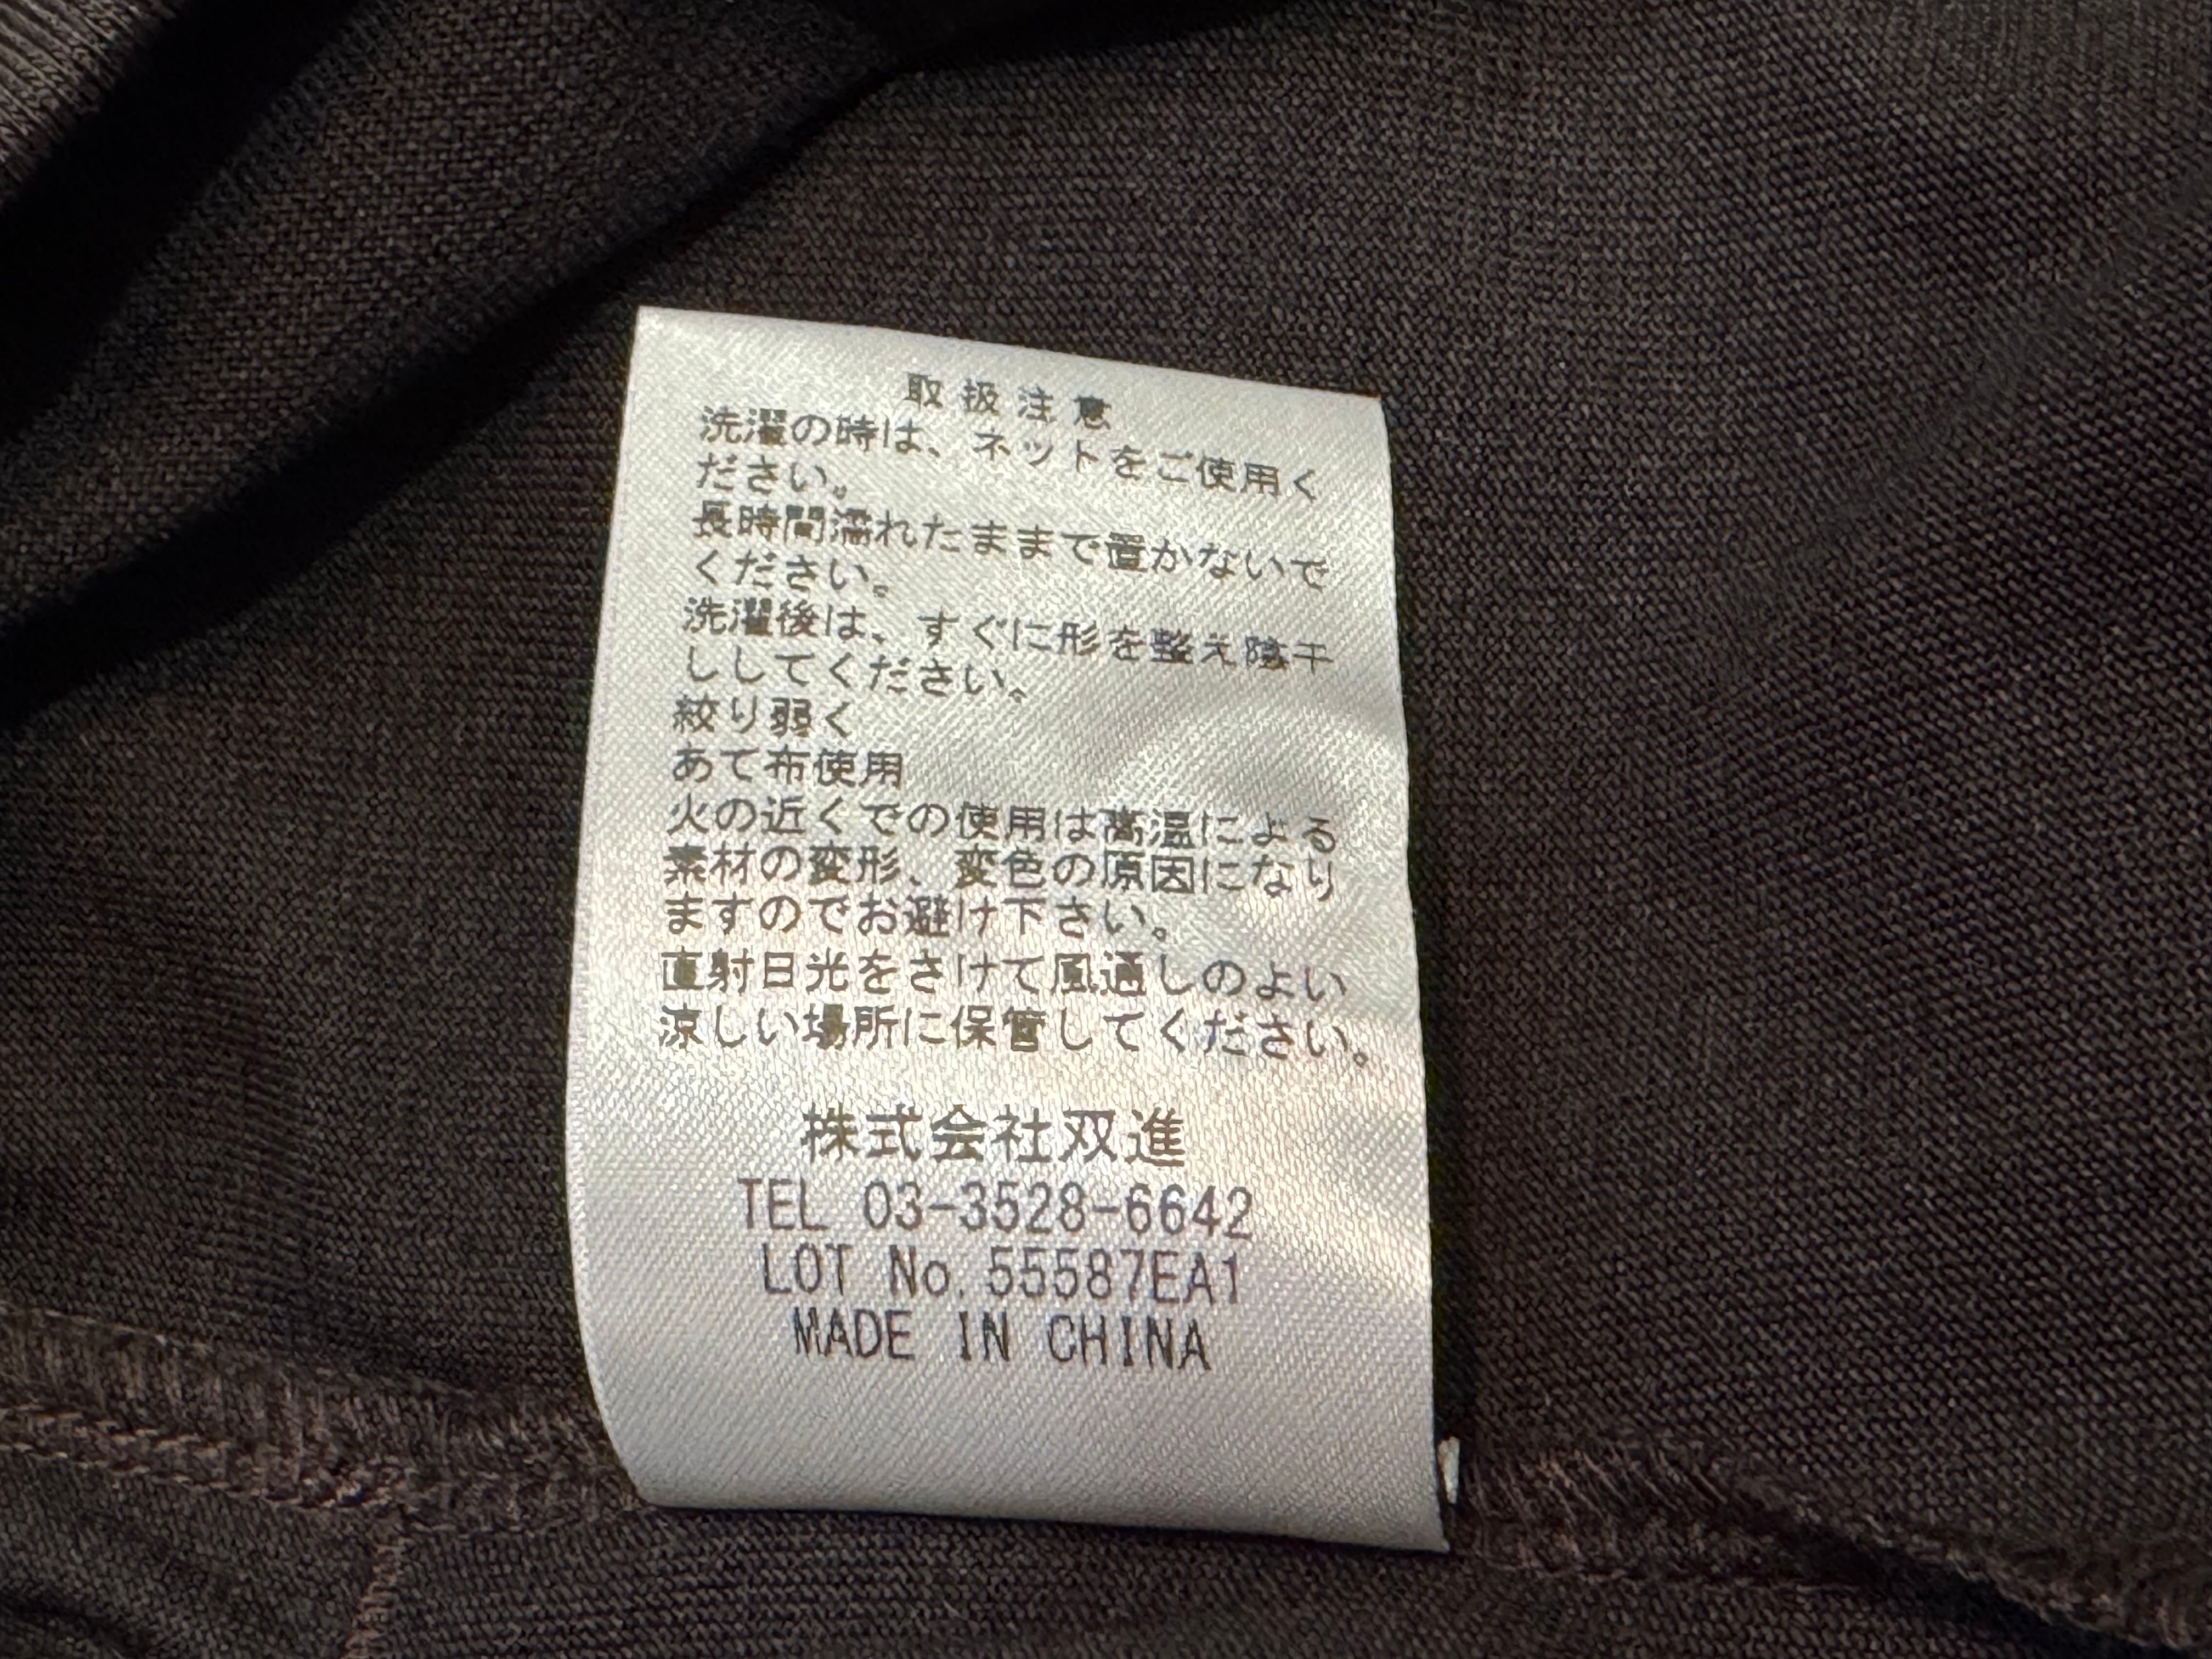 取扱注意
洗濯の時は、ネットをご使用く
ださい。
長時間濡れたままで置かないで
ください。
洗濯後は、すぐに形を整え陰干
ししてください。
絞り弱く
あて布使用
火の近くでの使用は高温による
素材の変形、変色の原因になり
ますのでお避け下さい。
直射日光をさけて風通しのよい
涼しい場所に保管してください。
株式会社双進
TEL 03-3528-6642
LOT No.55587EA1
MADE IN CHINA